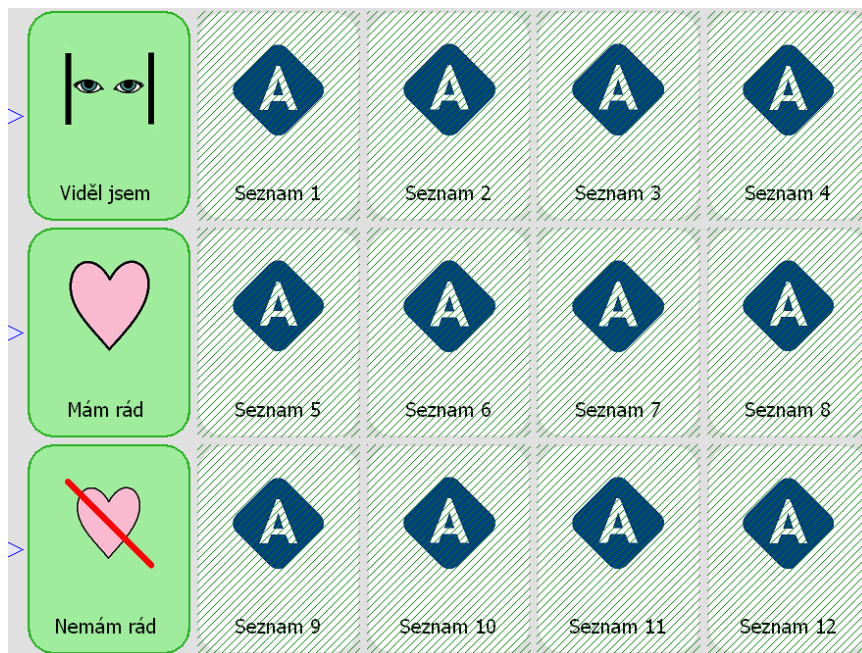 A A A A
Viděl jsem Seznam 1 Seznam 2 Seznam 3 Seznam 4
A A A A
Mám rád Seznam 5 Seznam 6 Seznam 7 Seznam 8
A A A A
Nemám rád Seznam 9 Seznam 10 Seznam 11 Seznam 12